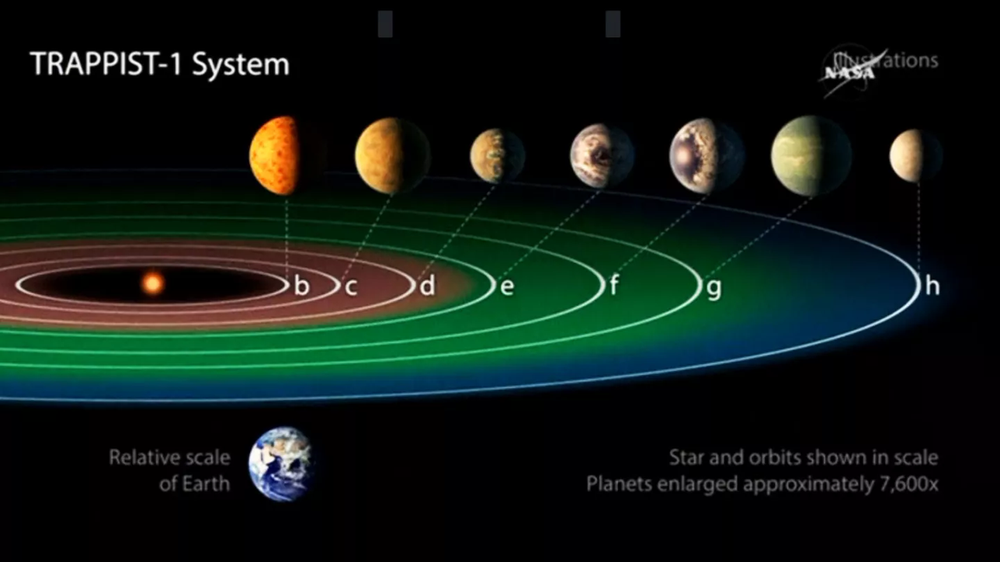 TRAPPIST-1 System
Illustrations
NASA
b c d e f g h
Relative scale
of Earth
Star and orbits shown in scale
Planets enlarged approximately 7,600x